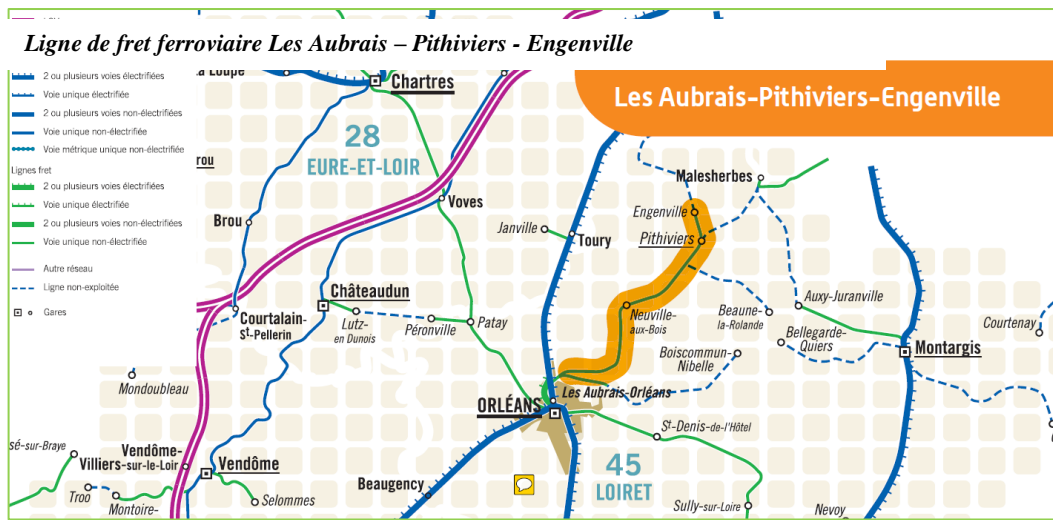 Ligne de fret ferroviaire Les Aubrais – Pithiviers - Engenville
Les Aubrais-Pithiviers-Engenville
2 ou plusieurs voies électrifiées
Voie unique électrifiée
2 ou plusieurs voies non-électrifiées
Voie unique non-électrifiée
Voie métrique unique non-électrifiée
Lignes fret
2 ou plusieurs voies électrifiées
Voie unique électrifiée
2 ou plusieurs voies non-électrifiées
Voie unique non-électrifiée
Autre réseau
Ligne non-exploitée
Gares
Chartres
28
EURE-ET-LOIR
Malesherbes
Brou
Voves
Engenville
Janville
Toury
Pithiviers
Châteaudun
Courtalain-
St-Pellerin
Lutz-
en Dunois
Péronville
Patay
Neuville-
aux-Bois
Beaune-
la-Rolande
Auxy-Juranville
Bellegarde-
Quiers
Courtenay
Boiscommun-
Nibelle
Montargis
Mondoubleau
Les Aubrais-Orléans
ORLÉANS
St-Denis-de-l'Hôtel
sé-sur-Braye
Vendôme-
Villiers-sur-le-Loir
Vendôme
45
LOIRET
Beaugency
Troo
Montoire-
Selommes
Sully-sur-Loire
Nevoy